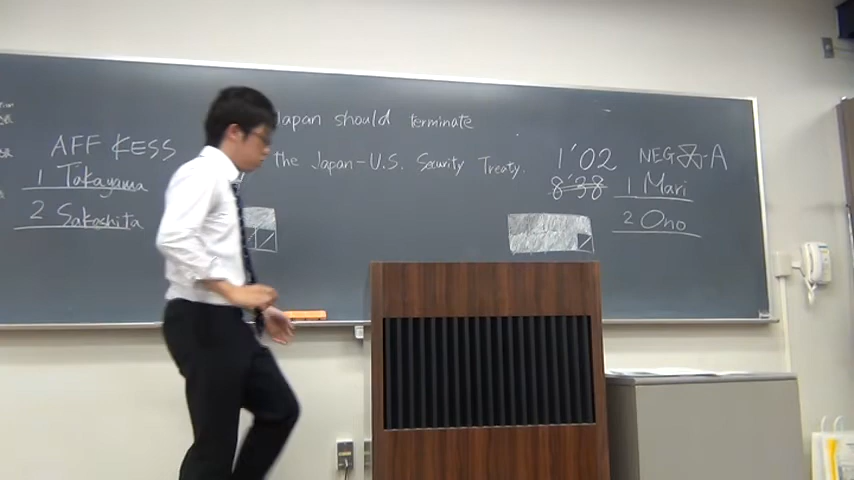 Japan should terminate
the Japan-U.S. Security Treaty.
AFF KESS
1 Takayama
2 Sakashita
1'02
8'38
NEG 又-A
1 Mari
2 Ono